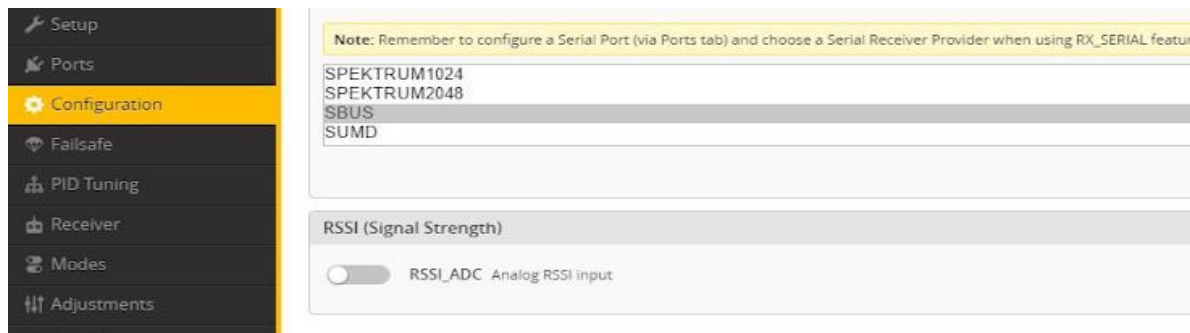 Setup
Ports
Configuration
Failsafe
PID Tuning
Receiver
Modes
Adjustments
Note: Remember to configure a Serial Port (via Ports tab) and choose a Serial Receiver Provider when using RX_SERIAL featur
SPEKTRUM1024
SPEKTRUM2048
SBUS
SUMD
RSSI (Signal Strength)
RSSI_ADC Analog RSSI input